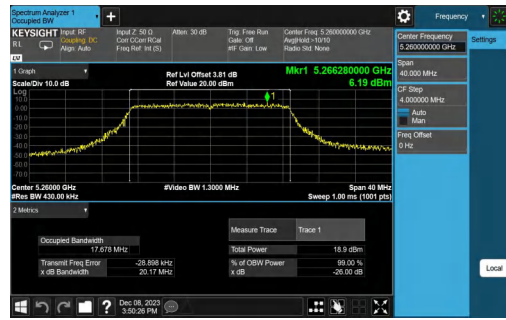 Spectrum Analyzer 1
Occupied BW
Frequency
KEYSIGHT
Input: RF
Coupling: DC
Align: Auto
Input Z: 50 Ω
Corr CCorr RCal
Freq Ref: Int (S)
Atten: 30 dB
Trig: Free Run
Gate: Off
#IF Gain: Low
Center Freq: 5.260000000 GHz
Avg|Hold:>10/10
Radio Std: None
RL
LV
Center Frequency
5.260000000 GHz
Settings
Span
40.000 MHz
CF Step
4.000000 MHz
Auto
Man
Freq Offset
0 Hz
Local
1 Graph
Scale/Div 10.0 dB
Ref Lvl Offset 3.81 dB
Ref Value 20.00 dBm
Mkr1 5.266280000 GHz
6.19 dBm
Log
10.0
0.00
-10.0
-20.0
-30.0
-40.0
-50.0
-60.0
-70.0
1
Center 5.26000 GHz
#Res BW 430.00 kHz
#Video BW 1.3000 MHz
Span 40 MHz
Sweep 1.00 ms (1001 pts)
2 Metrics
Measure Trace
Trace 1
Occupied Bandwidth
17.678 MHz
Total Power
18.9 dBm
Transmit Freq Error
-28.898 kHz
% of OBW Power
99.00 %
x dB Bandwidth
20.17 MHz
x dB
-26.00 dB
?
Dec 08, 2023
3:50:26 PM